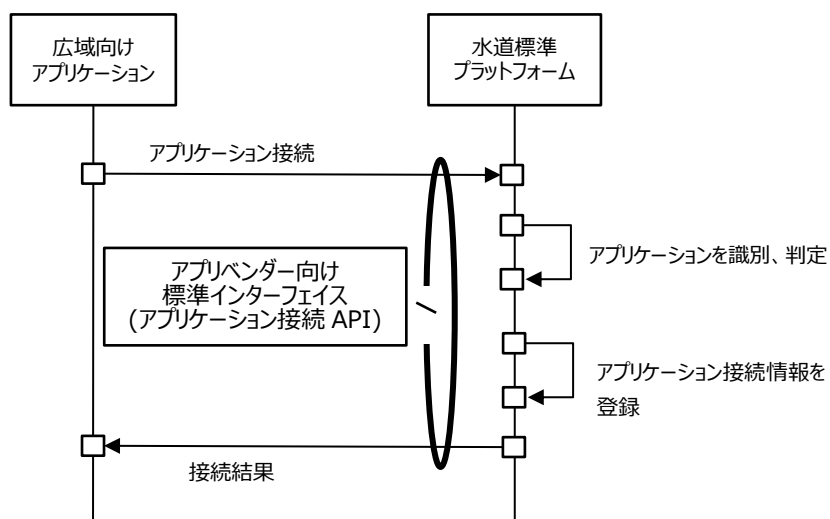 広域向け
アプリケーション
水道標準
プラットフォーム
アプリケーション接続
アプリケーションを識別、判定
アプリベンダー向け
標準インターフェイス
(アプリケーション接続 API)
アプリケーション接続情報を
登録
接続結果